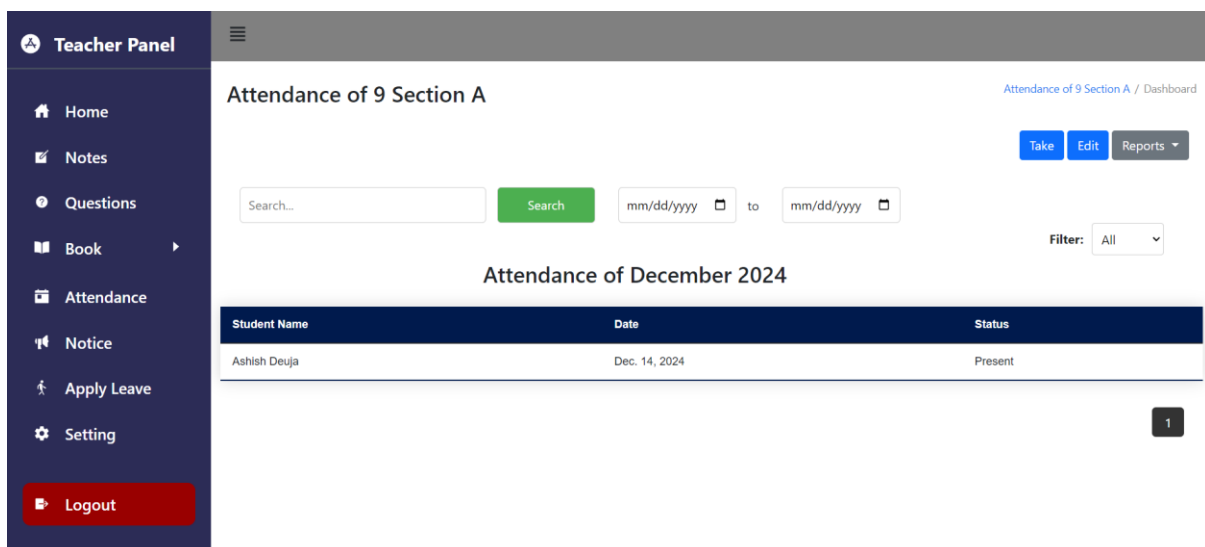 Teacher Panel
Home
Notes
Questions
Book
Attendance
Notice
Apply Leave
Setting
Logout
Attendance of 9 Section A
Attendance of 9 Section A / Dashboard
Take Edit Reports
Search... Search mm/dd/yyyy to mm/dd/yyyy
Filter: All
Attendance of December 2024
Student Name Date Status
Ashish Deuja Dec. 14, 2024 Present
1